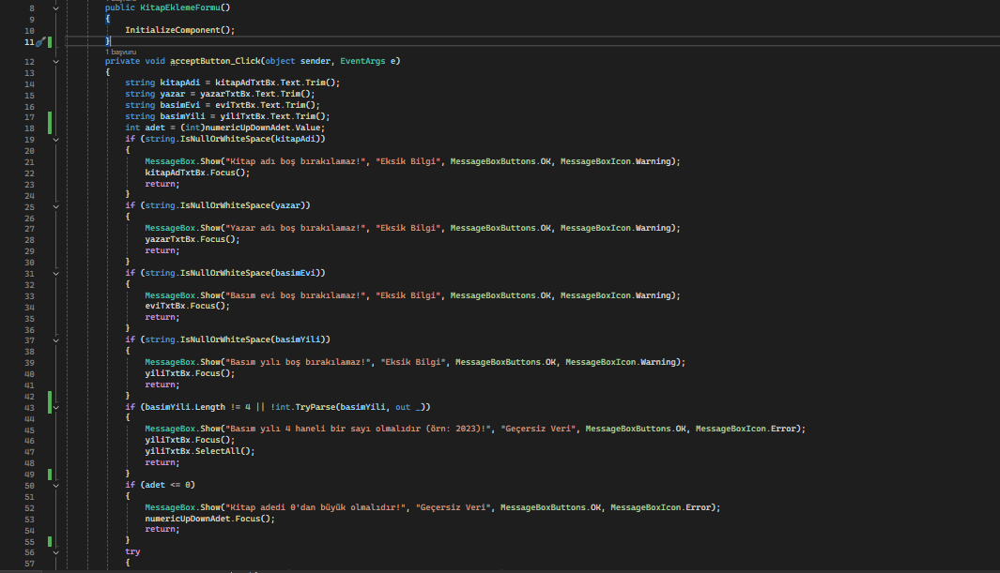 8 public KitapEklemeFormu()
9 {
10 InitializeComponent();
11 }
1 başvuru
12 private void acceptButton_Click(object sender, EventArgs e)
13 {
14 string kitapAdi = kitapAdTxtBx.Text.Trim();
15 string yazar = yazarTxtBx.Text.Trim();
16 string basimEvi = eviTxtBx.Text.Trim();
17 string basimYili = yiliTxtBx.Text.Trim();
18 int adet = (int)numericUpDownAdet.Value;
19 if (string.IsNullOrWhiteSpace(kitapAdi))
20 {
21 MessageBox.Show("Kitap adı boş bırakılamaz!", "Eksik Bilgi", MessageBoxButtons.OK, MessageBoxIcon.Warning);
22 kitapAdTxtBx.Focus();
23 return;
24 }
25 if (string.IsNullOrWhiteSpace(yazar))
26 {
27 MessageBox.Show("Yazar adı boş bırakılamaz!", "Eksik Bilgi", MessageBoxButtons.OK, MessageBoxIcon.Warning);
28 yazarTxtBx.Focus();
29 return;
30 }
31 if (string.IsNullOrWhiteSpace(basimEvi))
32 {
33 MessageBox.Show("Basım evi boş bırakılamaz!", "Eksik Bilgi", MessageBoxButtons.OK, MessageBoxIcon.Warning);
34 eviTxtBx.Focus();
35 return;
36 }
37 if (string.IsNullOrWhiteSpace(basimYili))
38 {
39 MessageBox.Show("Basım yılı boş bırakılamaz!", "Eksik Bilgi", MessageBoxButtons.OK, MessageBoxIcon.Warning);
40 yiliTxtBx.Focus();
41 return;
42 }
43 if (basimYili.Length != 4 || !int.TryParse(basimYili, out _))
44 {
45 MessageBox.Show("Basım yılı 4 haneli bir sayı olmalıdır (örn: 2023)!", "Geçersiz Veri", MessageBoxButtons.OK, MessageBoxIcon.Error);
46 yiliTxtBx.Focus();
47 yiliTxtBx.SelectAll();
48 return;
49 }
50 if (adet <= 0)
51 {
52 MessageBox.Show("Kitap adedi 0'dan büyük olmalıdır!", "Geçersiz Veri", MessageBoxButtons.OK, MessageBoxIcon.Error);
53 numericUpDownAdet.Focus();
54 return;
55 }
56 try
57 {